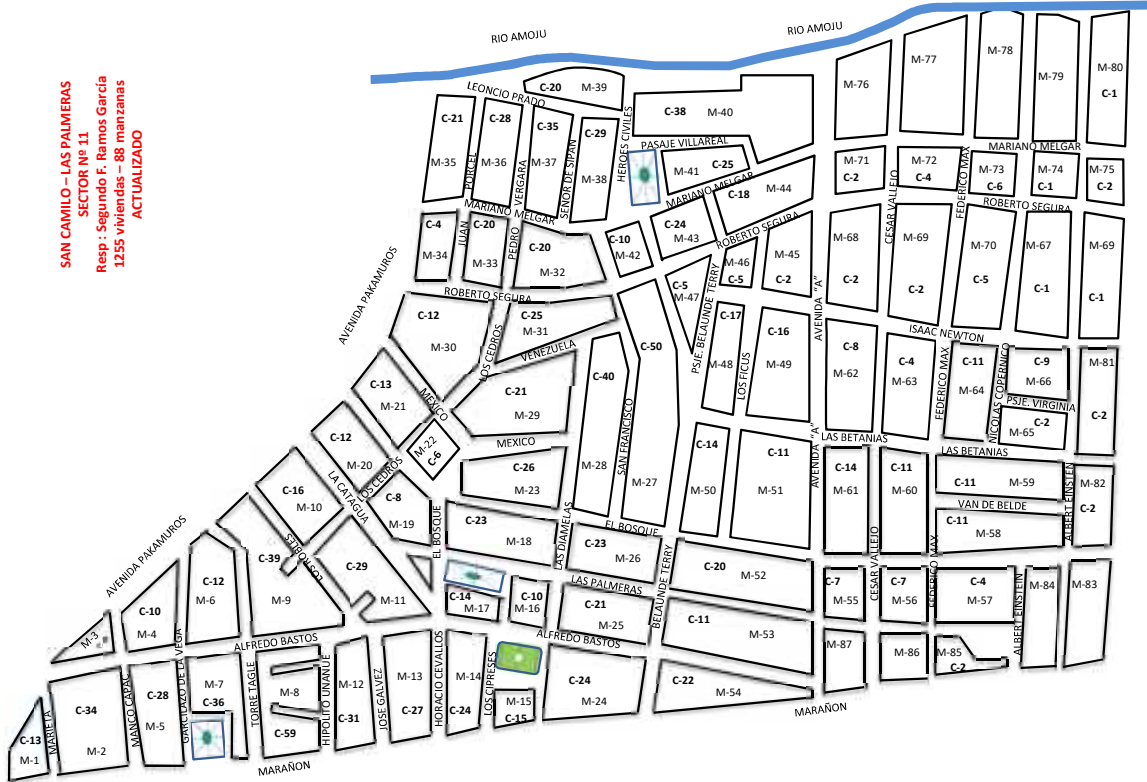 SAN CAMILO – LAS PALMERAS
SECTOR Nº 11
Resp : Segundo F. Ramos García
1255 viviendas – 88 manzanas
ACTUALIZADO
RIO AMOJU
RIO AMOJU
C-20 M-39
LEONCIO PRADO
C-38 M-40
M-76
M-77
M-78
M-79
M-80
C-1
C-21
M-35
PORCEL
C-28
M-36
VERGARA
C-35
M-37
SEÑOR DE SIPAN
C-29
M-38
HEROES CIVILES
PASAJE VILLAREAL
M-41 C-25
MARIANO MELGAR
C-18 M-44
MARIANO MELGAR
M-71
C-2
CESAR VALLEJO
M-72
C-4
FEDERICO MAX
M-73
C-6
M-74
C-1
M-75
C-2
ROBERTO SEGURA
MARIANO MELGAR
C-4
M-34
JUAN
C-20
M-33
PEDRO
C-20
M-32
C-10
M-42
C-24
M-43
ROBERTO SEGURA
M-46
C-5
M-45
C-2
M-68
C-2
M-69
C-2
M-70
C-5
M-67
C-1
M-69
C-1
AVENIDA PAKAMUROS
ROBERTO SEGURA
C-12
M-30
LOS CEDROS
C-25
M-31
VENEZUELA
C-5
M-47
PSJE. BELAUNDE TERRY
C-17
M-48
LOS FICUS
C-16
M-49
AVENIDA "A"
ISAAC NEWTON
C-8
M-62
C-4
M-63
FEDERICO MAX
C-11
M-64
NICOLAS COPERNICO
C-9
M-66
PSJE. VIRGINIA
C-2
M-65
M-81
C-2
C-13
M-21
MEXICO
C-21
M-29
C-40
M-28
SAN FRANCISCO
C-50
M-27
C-12
M-20
LOS CEDROS
M-22
C-6
MEXICO
C-26
M-23
C-14
M-50
C-11
M-51
AVENIDA "A"
LAS BETANIAS
LAS BETANIAS
C-14
M-61
C-11
M-60
C-11 M-59
VAN DE BELDE
C-11
M-58
ALBERT EINSTEN
M-82
C-2
C-16
M-10
LA CATAGUA
C-8
M-19
EL BOSQUE
C-23
M-18
LAS DIAMELAS
EL BOSQUE
C-23
M-26
BELAUNDE TERRY
C-20
M-52
CESAR VALLEJO
FEDERICO MAX
AVENIDA PAKAMUROS
C-39
LOS ROBLES
M-9
C-29
M-11
C-12
M-6
C-10
M-4
M-3
LAS PALMERAS
C-14
M-17
C-10
M-16
C-21
M-25
C-11
M-53
C-7
M-55
C-7
M-56
C-4
M-57
ALBERT EINSTEIN
M-84
M-83
ALFREDO BASTOS
ALFREDO BASTOS
M-87
M-86
M-85
C-2
C-13
M-1
MARIETA
C-34
M-2
MANCO CAPAC
C-28
M-5
GARCILAZO DE LA VEGA
M-7
C-36
TORRE TAGLE
M-8
C-59
HIPOLITO UNANUE
M-12
C-31
JOSE GALVEZ
M-13
C-27
HORACIO CEVALLOS
M-14
C-24
LOS CIPRESES
M-15
C-15
C-24
M-24
C-22
M-54
MARAÑON
MARAÑON